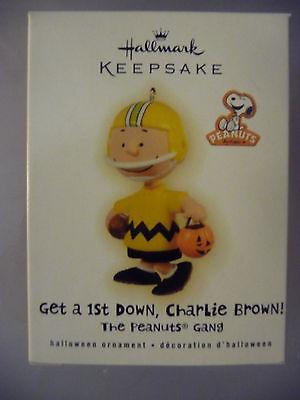 Hallmark
KEEPSAKE
PEANUTS
Get a 1st Down, Charlie Brown!
The Peanuts® Gang
halloween ornament • décoration d'halloween